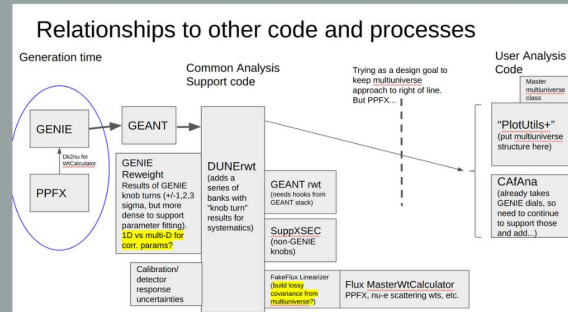 Relationships to other code and processes
Generation time
Common Analysis
Support code
Trying as a design goal to
keep multiuniverse
approach to right of line.
But PPFX...
User Analysis
Code
Master
multiuniverse
class
GENIE
GEANT
Dk2nu for
WtCalculator
PPFX
GENIE
Reweight
Results of GENIE
knob turns (+/-1,2,3
sigma, but more
dense to support
parameter fitting).
1D vs multi-D for
corr. params?
DUNErwt
(adds a
series of
banks with
"knob turn"
results for
systematics)
GEANT rwt
(needs hooks from
GEANT stack)
SuppXSEC
(non-GENIE
knobs)
"PlotUtils+"
(put multiuniverse
structure here)
CAfAna
(already takes
GENIE dials, so
need to continue
to support those
and add...)
Calibration/
detector
response
uncertainties
FakeFlux Linearizer
(build lossy
covariance from
multiuniverse?)
Flux MasterWtCalculator
PPFX, nu-e scattering wts, etc.